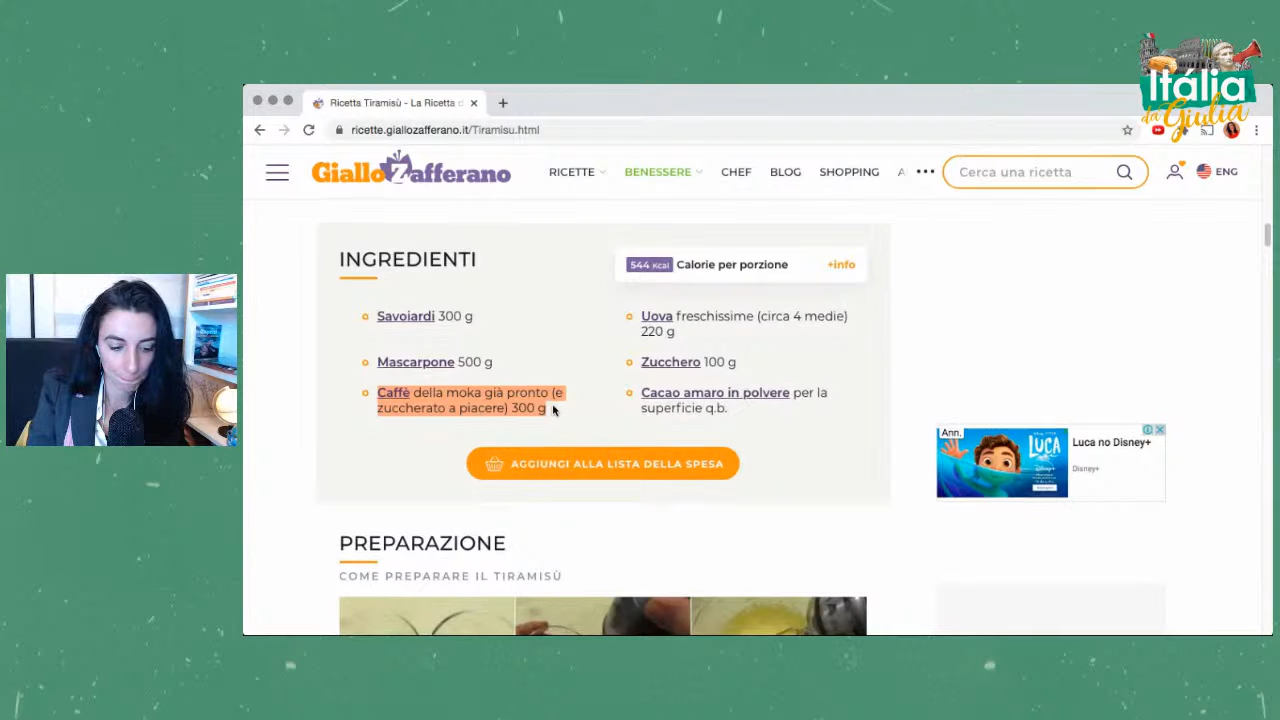 Itália
da Giulia
Ricetta Tiramisù - La Ricetta d
ricette.giallozafferano.it/Tiramisu.html
GialloZafferano
RICETTE
BENESSERE
CHEF
BLOG
SHOPPING
A
Cerca una ricetta
ENG
INGREDIENTI
544 Kcal Calorie per porzione +info
Savoiardi 300 g
Uova freschissime (circa 4 medie)
220 g
Mascarpone 500 g
Zucchero 100 g
Caffè della moka già pronto (e
zuccherato a piacere) 300 g
Cacao amaro in polvere per la
superficie q.b.
AGGIUNGI ALLA LISTA DELLA SPESA
Ann.
LUCA
Luca no Disney+
Disney+
PREPARAZIONE
COME PREPARARE IL TIRAMISÙ